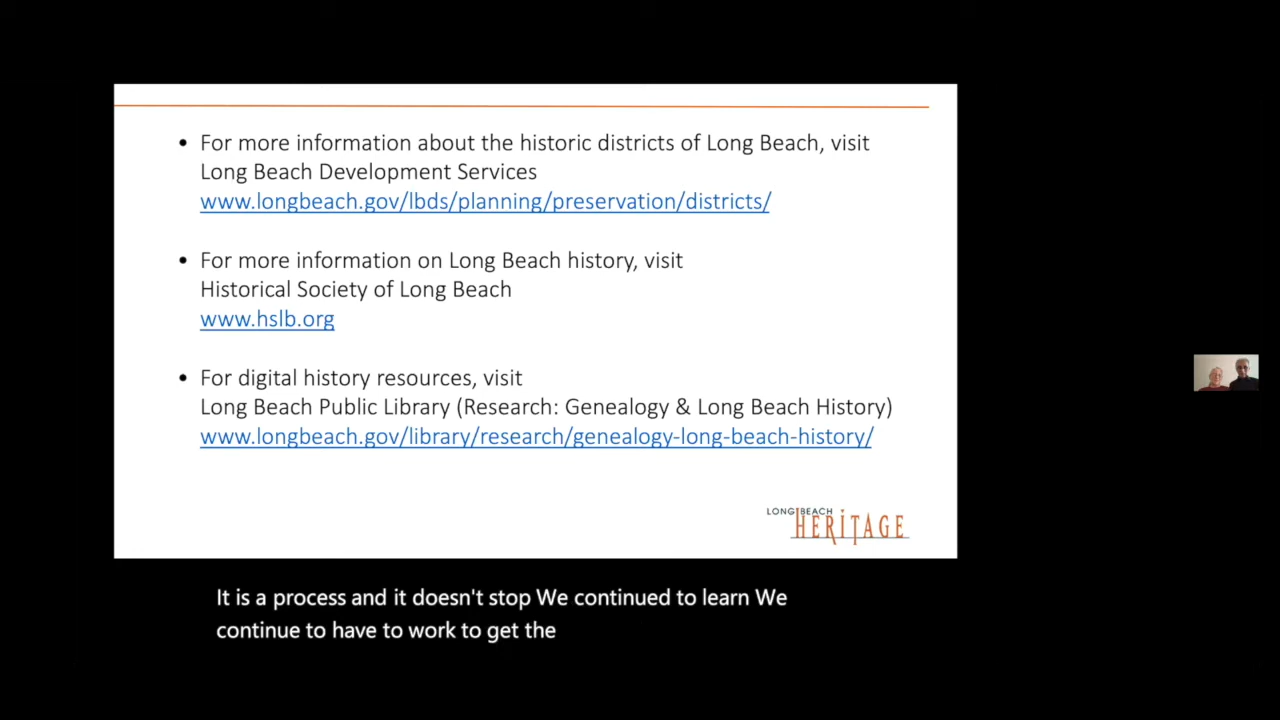 For more information about the historic districts of Long Beach, visit
Long Beach Development Services
www.longbeach.gov/lbds/planning/preservation/districts/
For more information on Long Beach history, visit
Historical Society of Long Beach
www.hslb.org
For digital history resources, visit
Long Beach Public Library (Research: Genealogy & Long Beach History)
www.longbeach.gov/library/research/genealogy-long-beach-history/
LONG BEACH
HERITAGE
It is a process and it doesn't stop We continued to learn We
continue to have to work to get the